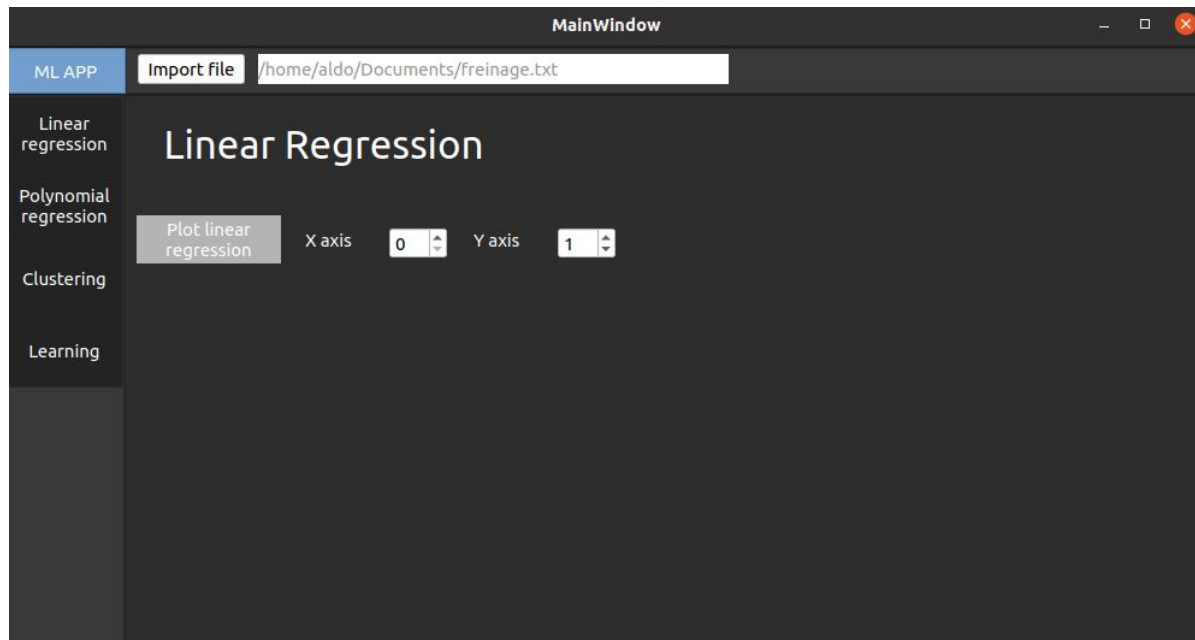 MainWindow
ML APP
Import file
/home/aldo/Documents/freinage.txt
Linear
regression
Polynomial
regression
Clustering
Learning
Linear Regression
Plot linear
regression
X axis
0
Y axis
1